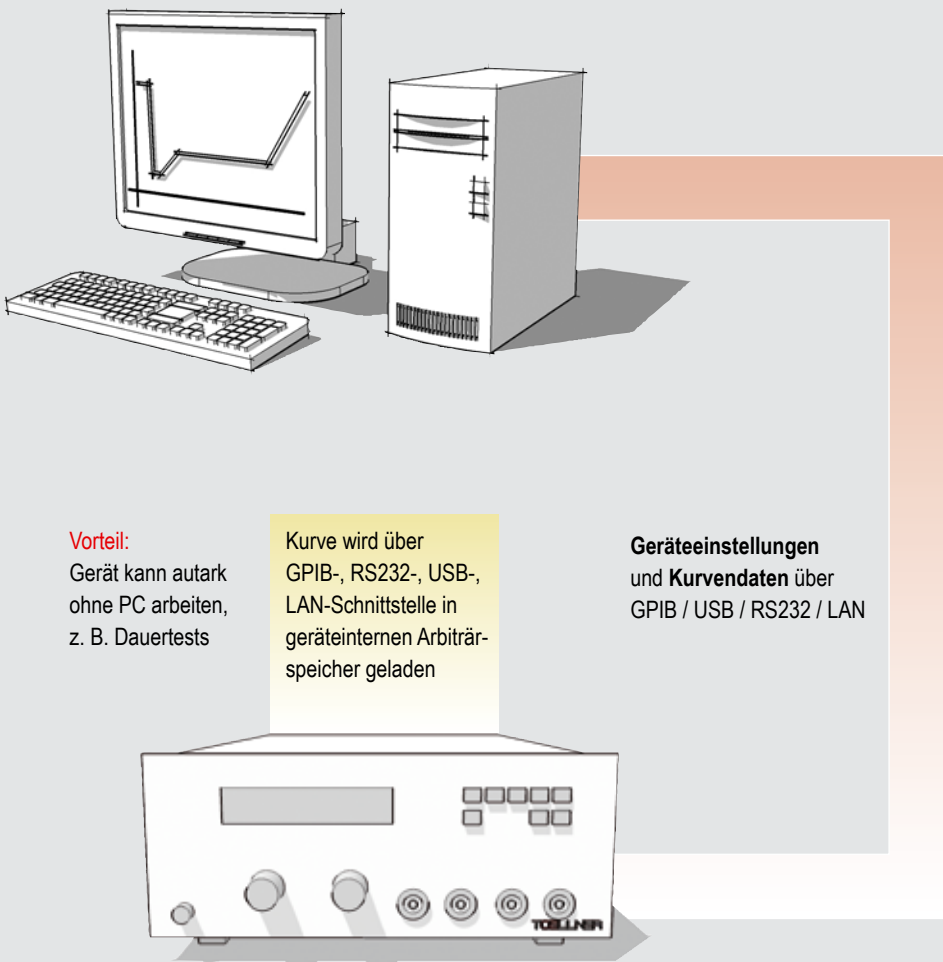 Vorteil:
Gerät kann autark
ohne PC arbeiten,
z. B. Dauertests
Kurve wird über
GPIB-, RS232-, USB-,
LAN-Schnittstelle in
geräteinternen Arbiträr-
speicher geladen
Geräteeinstellungen
und Kurvendaten über
GPIB / USB / RS232 / LAN
TOELLNER